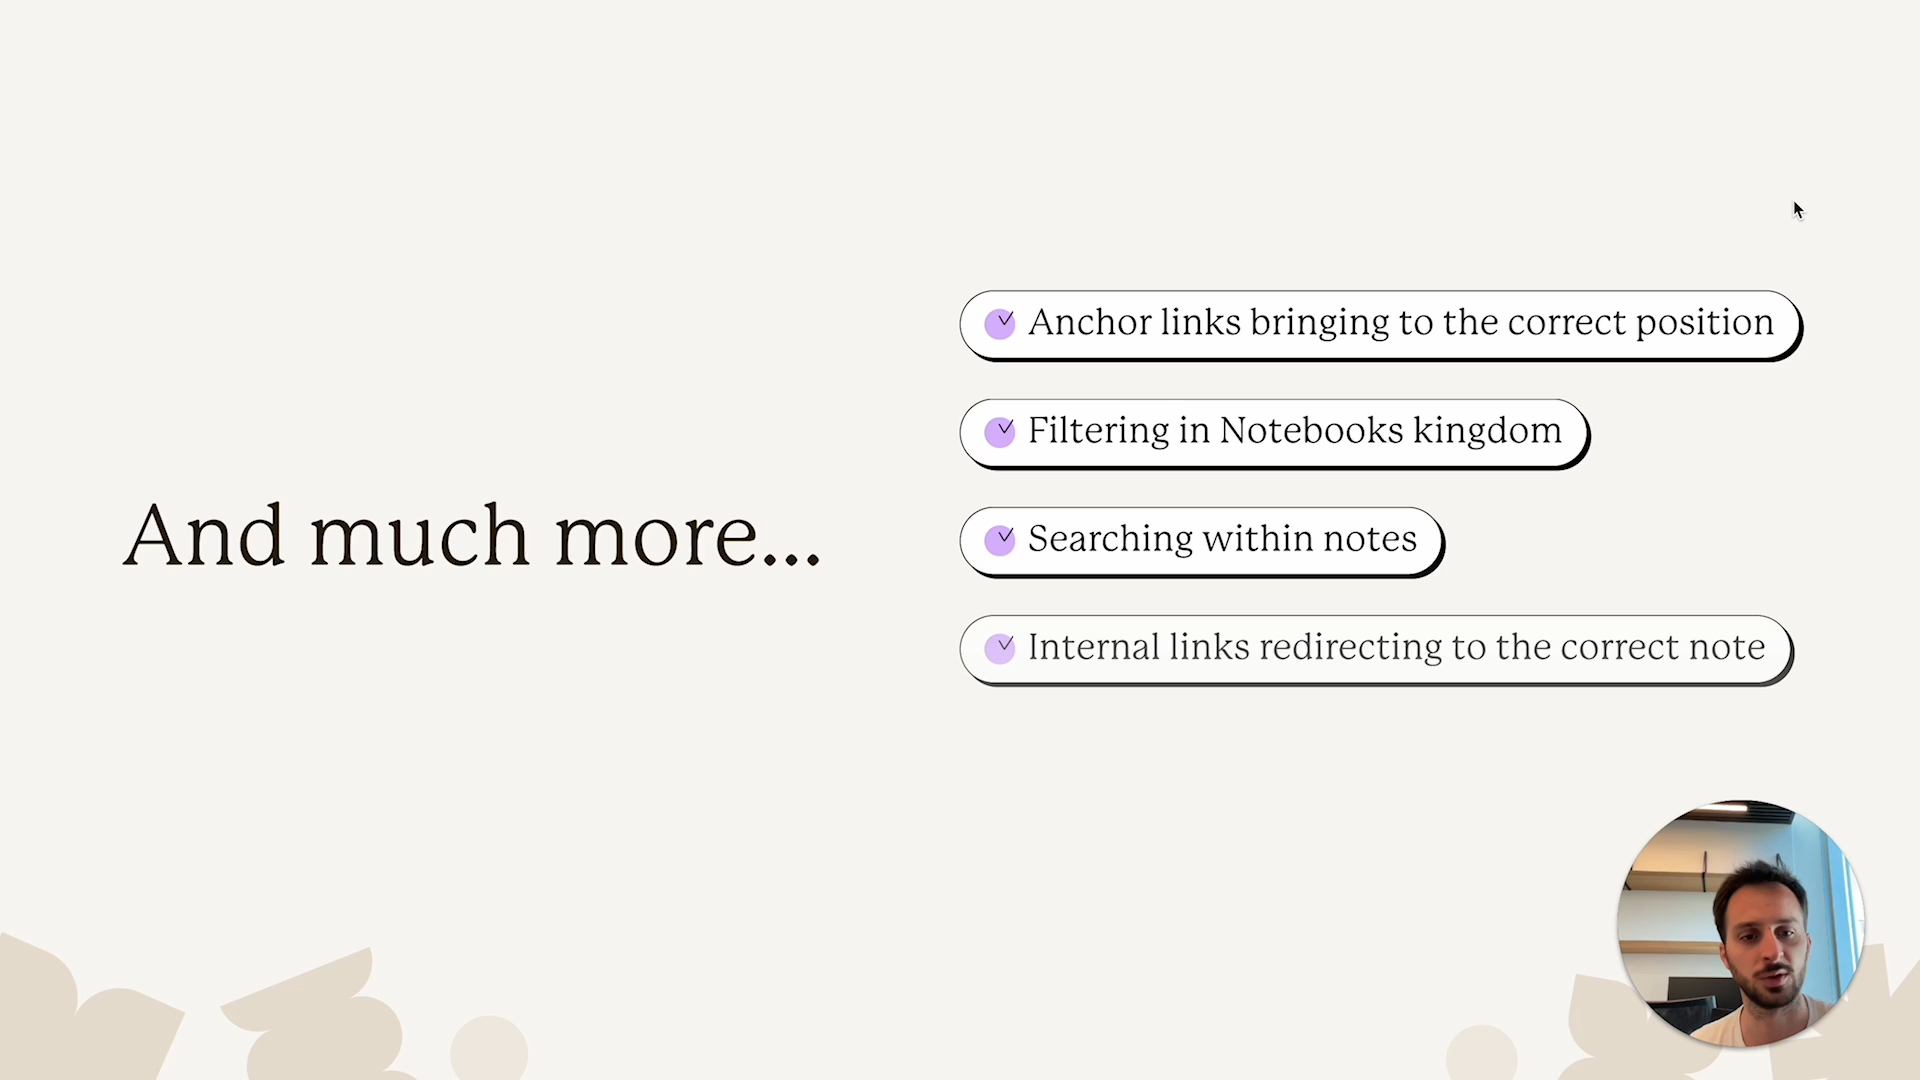 And much more...
Anchor links bringing to the correct position
Filtering in Notebooks kingdom
Searching within notes
Internal links redirecting to the correct note